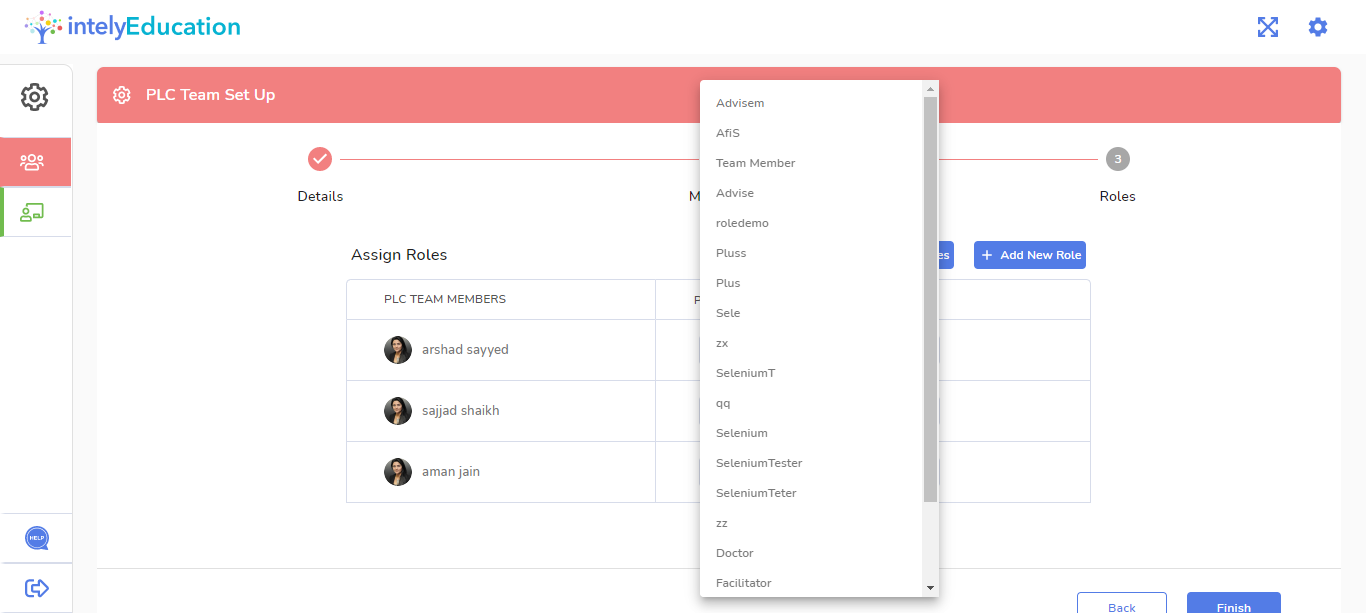 intelyEducation
PLC Team Set Up
3
Details
M
Roles
Assign Roles
es
+ Add New Role
PLC TEAM MEMBERS
P
arshad sayyed
sajjad shaikh
aman jain
Advisem
AfiS
Team Member
Advise
roledemo
Pluss
Plus
Sele
zx
SeleniumT
qq
Selenium
SeleniumTester
SeleniumTeter
zz
Doctor
Facilitator
HELP
Back
Finish